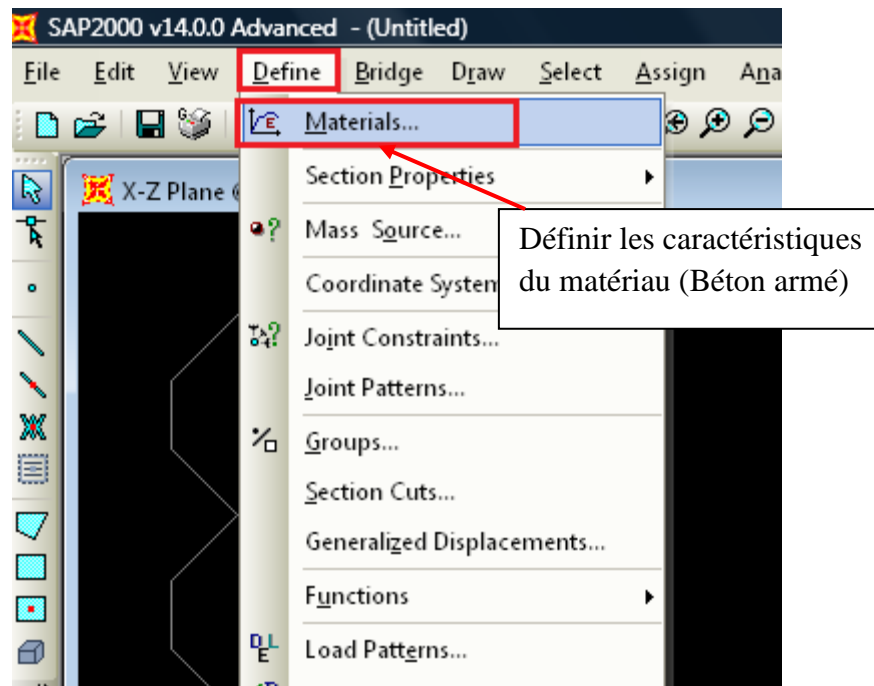 SAP2000 v14.0.0 Advanced - (Untitled)
File Edit View Define Bridge Draw Select Assign Ana
Materials...
X-Z Plane
Section Properties
Mass Source...
Définir les caractéristiques
du matériau (Béton armé)
Coordinate System
Joint Constraints...
Joint Patterns...
Groups...
Section Cuts...
Generalized Displacements...
Functions
Load Patterns...